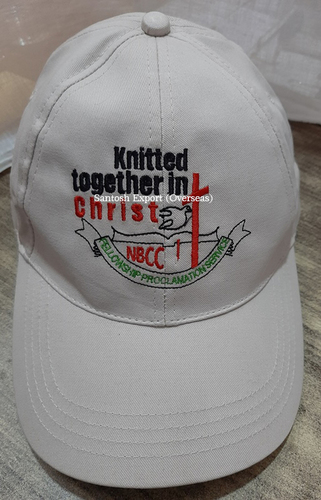 Knitted
together in
Santosh Export (Overseas)
Christ
NBCC
FELLOWSHIP·PROCLAMATION·SERVICE